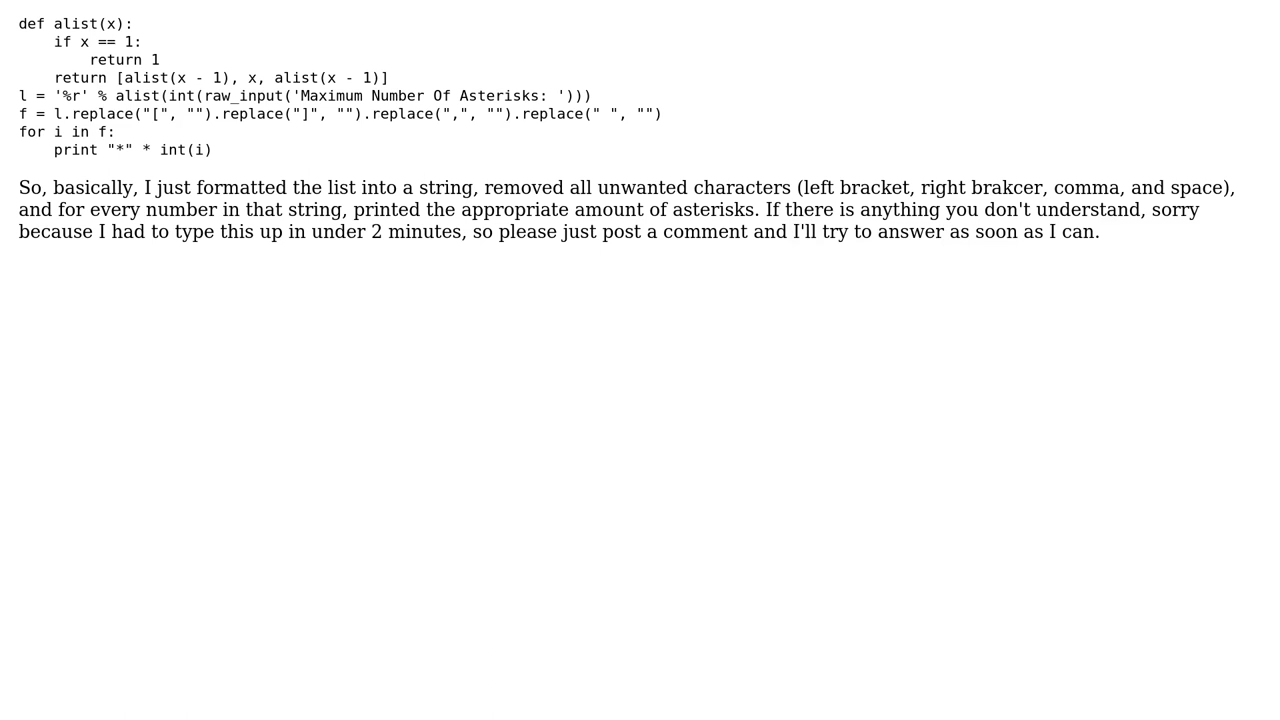 def alist(x):
    if x == 1:
        return 1
    return [alist(x - 1), x, alist(x - 1)]
l = '%r' % alist(int(raw_input('Maximum Number Of Asterisks: ')))
f = l.replace("[", "").replace("]", "").replace(",", "").replace(" ", "")
for i in f:
    print "*" * int(i)
So, basically, I just formatted the list into a string, removed all unwanted characters (left bracket, right brakcer, comma, and space),
and for every number in that string, printed the appropriate amount of asterisks. If there is anything you don't understand, sorry
because I had to type this up in under 2 minutes, so please just post a comment and I'll try to answer as soon as I can.